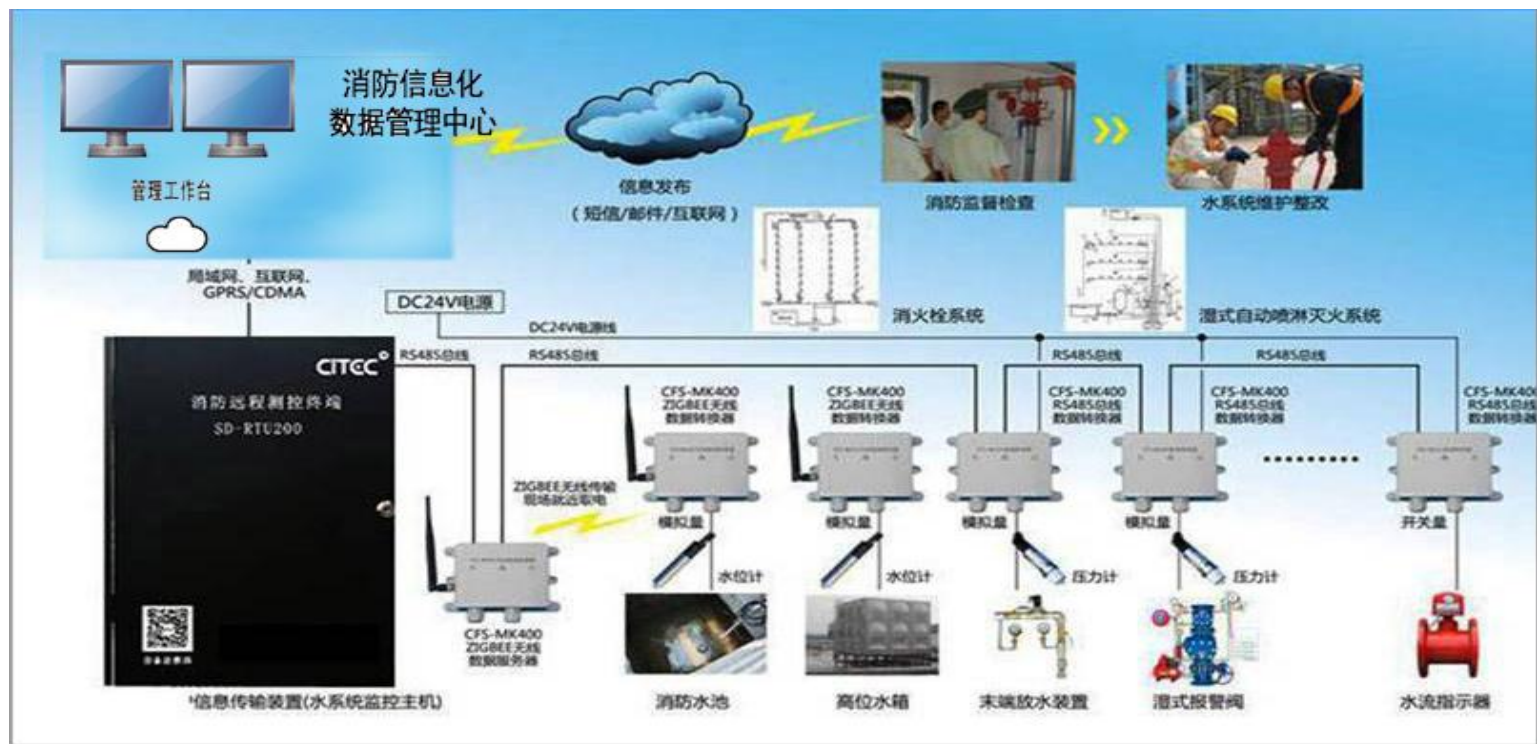 消防信息化
数据管理中心
管理工作台
信息发布
(短信/邮件/互联网)
消防监督检查
水系统维护整改
局域网、互联网、
GPRS/CDMA
DC24V电源
DC24V电源线
消火栓系统
湿式自动喷淋灭火系统
CITEC
消防远程测控终端
SD-RTU200
RS485总线
RS485总线
RS485总线
RS485总线
CFS-MK400
ZIGBEE无线
数据转换器
CFS-MK400
ZIGBEE无线
数据转换器
CFS-MK400
RS485总线
数据转换器
CFS-MK400
RS485总线
数据转换器
CFS-MK400
RS485总线
数据转换器
ZIGBEE无线传输
现场就近取电
模拟量
模拟量
模拟量
模拟量
开关量
水位计
水位计
压力计
压力计
CFS-MK400
ZIGBEE无线
数据服务器
信息传输装置(水系统监控主机)
消防水池
高位水箱
末端放水装置
湿式报警阀
水流指示器